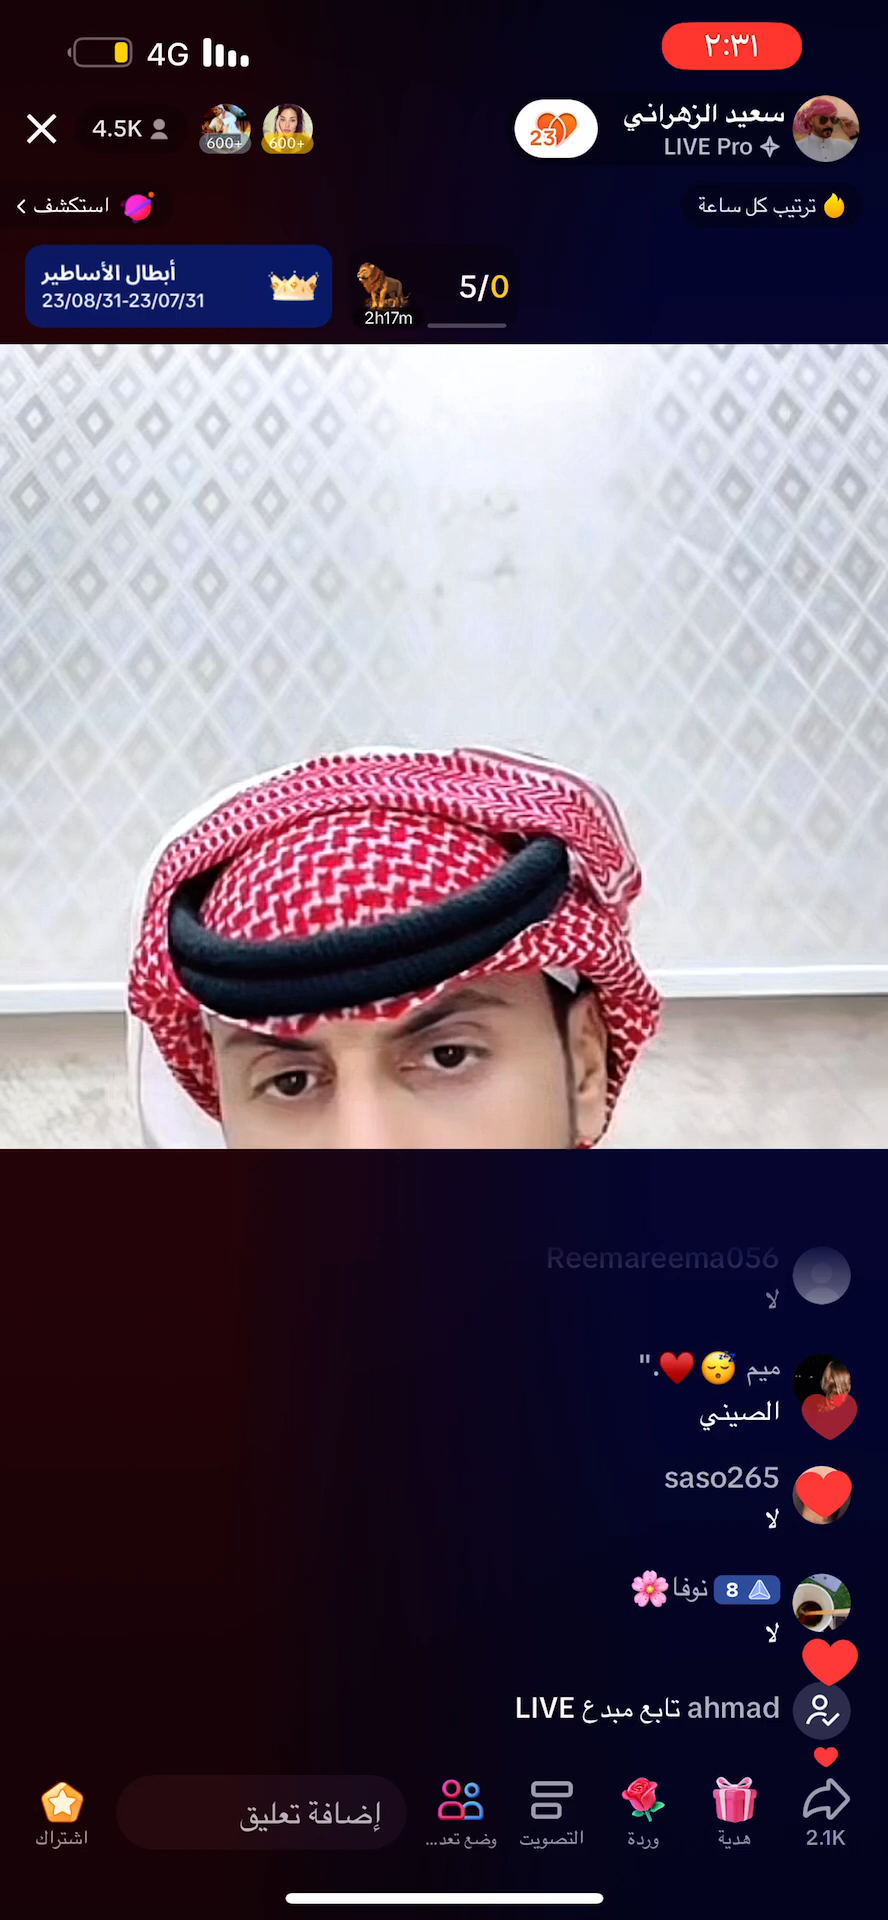 4G
٢:٣١
سعيد الزهراني
LIVE Pro
23
600+
600+
4.5K
ترتيب كل ساعة
استكشف
أبطال الأساطير
23/08/31-23/07/31
5/0
2h17m
Reemareema056
لا
ميم 😴♥️."
الصيني
saso265
لا
8 نوفا🌸
لا
ahmad تابع مبدع LIVE
إضافة تعليق
2.1K
هدية
وردة
التصويت
وضع تعد...
اشتراك